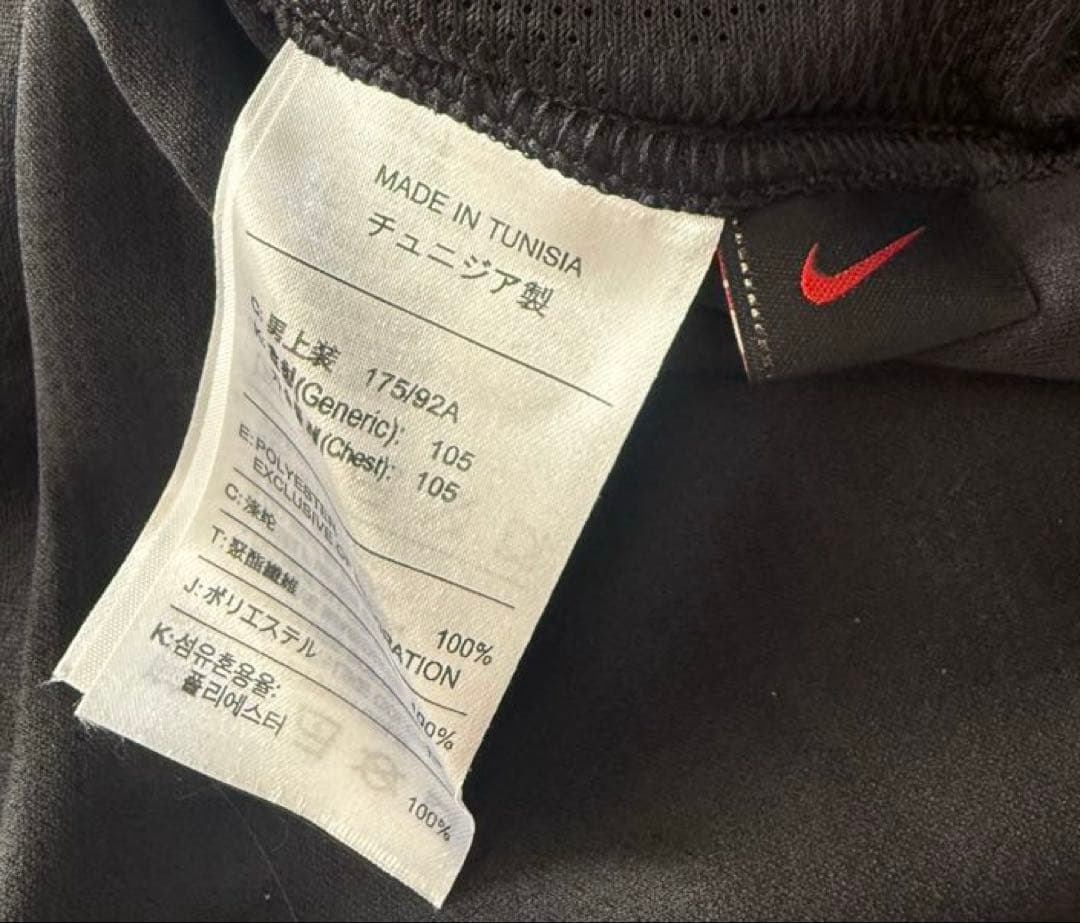 MADE IN TUNISIA
チュニジア製
C: 男上装 175/92A
(Generic): 105
(Chest): 105
E: POLYESTER 100%
EXCLUSIVE OF RATION
C: 涤纶
T: 聚酯纖維 100%
J: ポリエステル
K: 섬유혼용율:
폴리에스터 100%